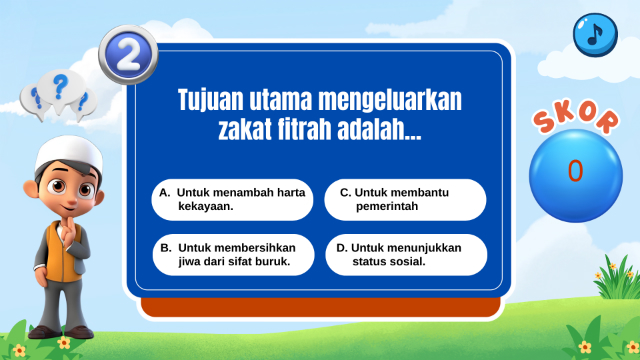 2
Tujuan utama mengeluarkan
zakat fitrah adalah...
A. Untuk menambah harta
kekayaan.
C. Untuk membantu
pemerintah
B. Untuk membersihkan
jiwa dari sifat buruk.
D. Untuk menunjukkan
status sosial.
SKOR
0
? ? ?